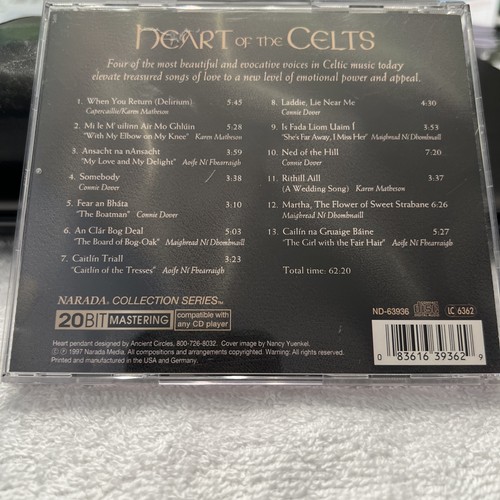 HEART OF THE CELTS
Four of the most beautiful and evocative voices in Celtic music today
elevate treasured songs of love to a new level of emotional power and appeal.
1. When You Return (Delirium) 5:45
Capercaillie/Karen Matheson
2. Mi le M'uilinn Air Mo Ghlùin 5:28
"With My Elbow on My Knee" Karen Matheson
3. Ansacht na nAnsacht 3:59
"My Love and My Delight" Aoife Ní Fhearraigh
4. Somebody 3:38
Connie Dover
5. Fear an Bháta 3:10
"The Boatman" Connie Dover
6. An Clár Bog Deal 5:03
"The Board of Bog-Oak" Maighread Ní Dhomhnaill
7. Caitlín Triall 3:23
"Caitlín of the Tresses" Aoife Ní Fhearraigh
8. Laddie, Lie Near Me 4:30
Connie Dover
9. Is Fada Liom Uaim Í 3:53
"She's Far Away, I Miss Her" Maighread Ní Dhomhnaill
10. Ned of the Hill 7:20
Connie Dover
11. Rithill Aill 3:37
(A Wedding Song) Karen Matheson
12. Martha, The Flower of Sweet Strabane 6:26
Maighread Ní Dhomhnaill
13. Cailín na Gruaige Báine 5:27
"The Girl with the Fair Hair" Aoife Ní Fhearraigh
Total time: 62:20
NARADA COLLECTION SERIES™
20BIT MASTERING compatible with any CD player
ND-63936 COMPACT disc DIGITAL AUDIO LC 6362
Heart pendant designed by Ancient Circles, 800-726-8032. Cover image by Nancy Yuenkel.
© ℗ 1997 Narada Media. All compositions and arrangements copyrighted. Warning: All rights reserved.
Printed and manufactured in the USA and Germany.
0 83616 39362 9